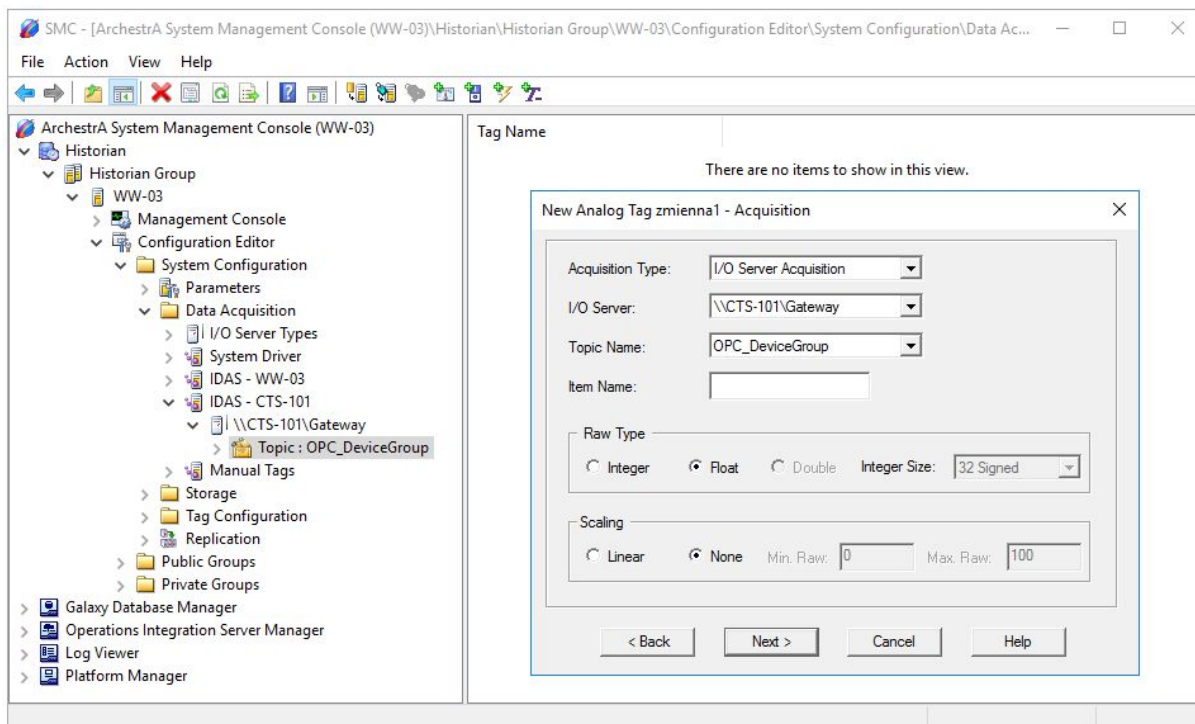 SMC - [ArchestrA System Management Console (WW-03)\Historian\Historian Group\WW-03\Configuration Editor\System Configuration\Data Ac...
File Action View Help
ArchestrA System Management Console (WW-03)
Historian
Historian Group
WW-03
Management Console
Configuration Editor
System Configuration
Parameters
Data Acquisition
I/O Server Types
System Driver
IDAS - WW-03
IDAS - CTS-101
\\CTS-101\Gateway
Topic : OPC_DeviceGroup
Manual Tags
Storage
Tag Configuration
Replication
Public Groups
Private Groups
Galaxy Database Manager
Operations Integration Server Manager
Log Viewer
Platform Manager
Tag Name
There are no items to show in this view.
New Analog Tag zmienna1 - Acquisition
Acquisition Type: I/O Server Acquisition
I/O Server: \\CTS-101\Gateway
Topic Name: OPC_DeviceGroup
Item Name:
Raw Type
Integer Float Double Integer Size: 32 Signed
Scaling
Linear None Min. Raw: 0 Max. Raw: 100
< Back Next > Cancel Help